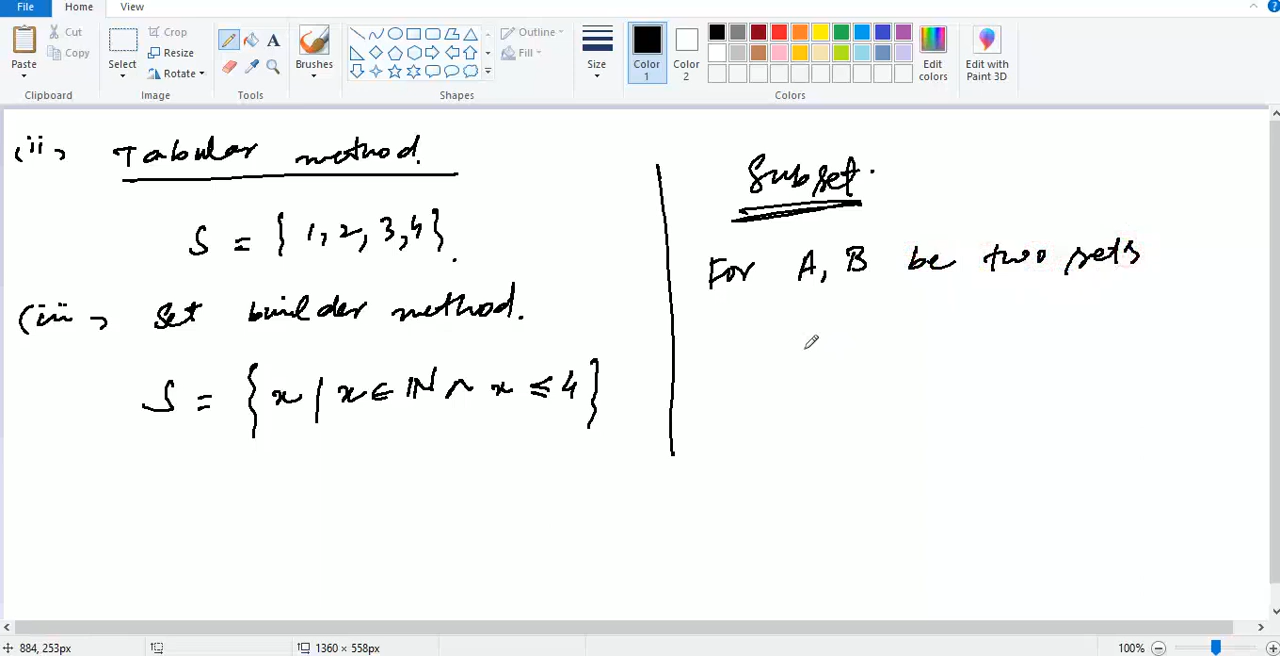 File Home View
Paste Cut Copy Clipboard
Select Crop Resize Rotate Image
Tools
Brushes
Shapes Outline Fill
Size
Color 1 Color 2 Edit colors Colors
Edit with Paint 3D
(ii) Tabular method.
S = { 1, 2, 3, 4 }.
(iii) Set builder method.
S = { x / x ∈ ℕ ∧ x ≤ 4 }
Subset.
For A, B be two sets
884, 253px 1360 × 558px 100%